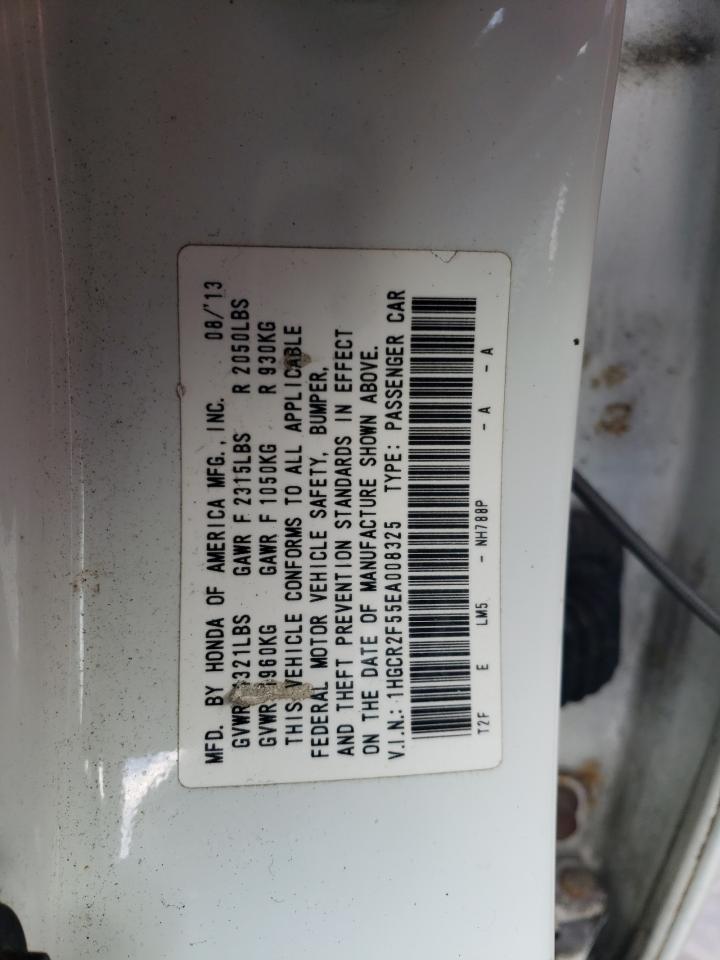 MFD. BY HONDA OF AMERICA MFG., INC. 08/'13
GVWR 321LBS GAWR F 2315LBS R 2050LBS
GVWR 960KG GAWR F 1050KG R 930KG
THIS VEHICLE CONFORMS TO ALL APPLICABLE
FEDERAL MOTOR VEHICLE SAFETY, BUMPER,
AND THEFT PREVENTION STANDARDS IN EFFECT
ON THE DATE OF MANUFACTURE SHOWN ABOVE.
V.I.N.: 1HGCR2F55EA008325 TYPE: PASSENGER CAR
T2F E LM5 - NH788P - A - A